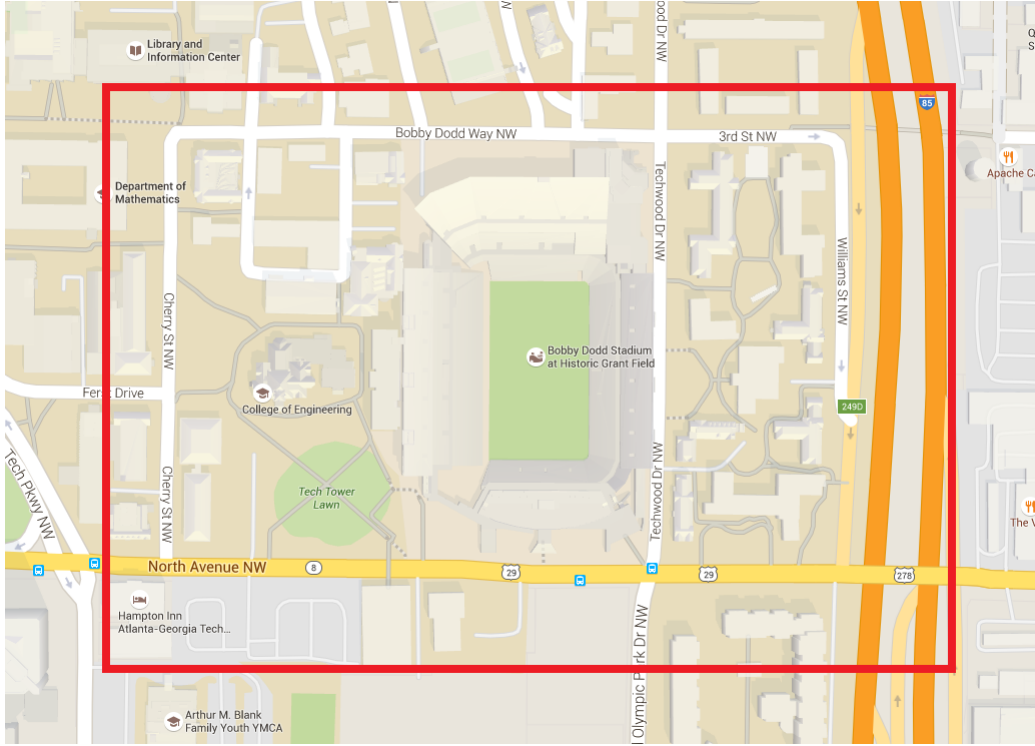 W
o Dr NW
Library and
Information Center
Q
S
85
Bobby Dodd Way NW
3rd St NW
Apache Ca
Department of
Mathematics
Techwood Dr NW
Williams St NW
Cherry St NW
Bobby Dodd Stadium
at Historic Grant Field
Ferst Drive
College of Engineering
249D
Tech Pkwy NW
Cherry St NW
Techwood Dr NW
Tech Tower
Lawn
The V
North Avenue NW
8
29
29
278
Hampton Inn
Atlanta-Georgia Tech...
l Olympic Park Dr NW
Arthur M. Blank
Family Youth YMCA